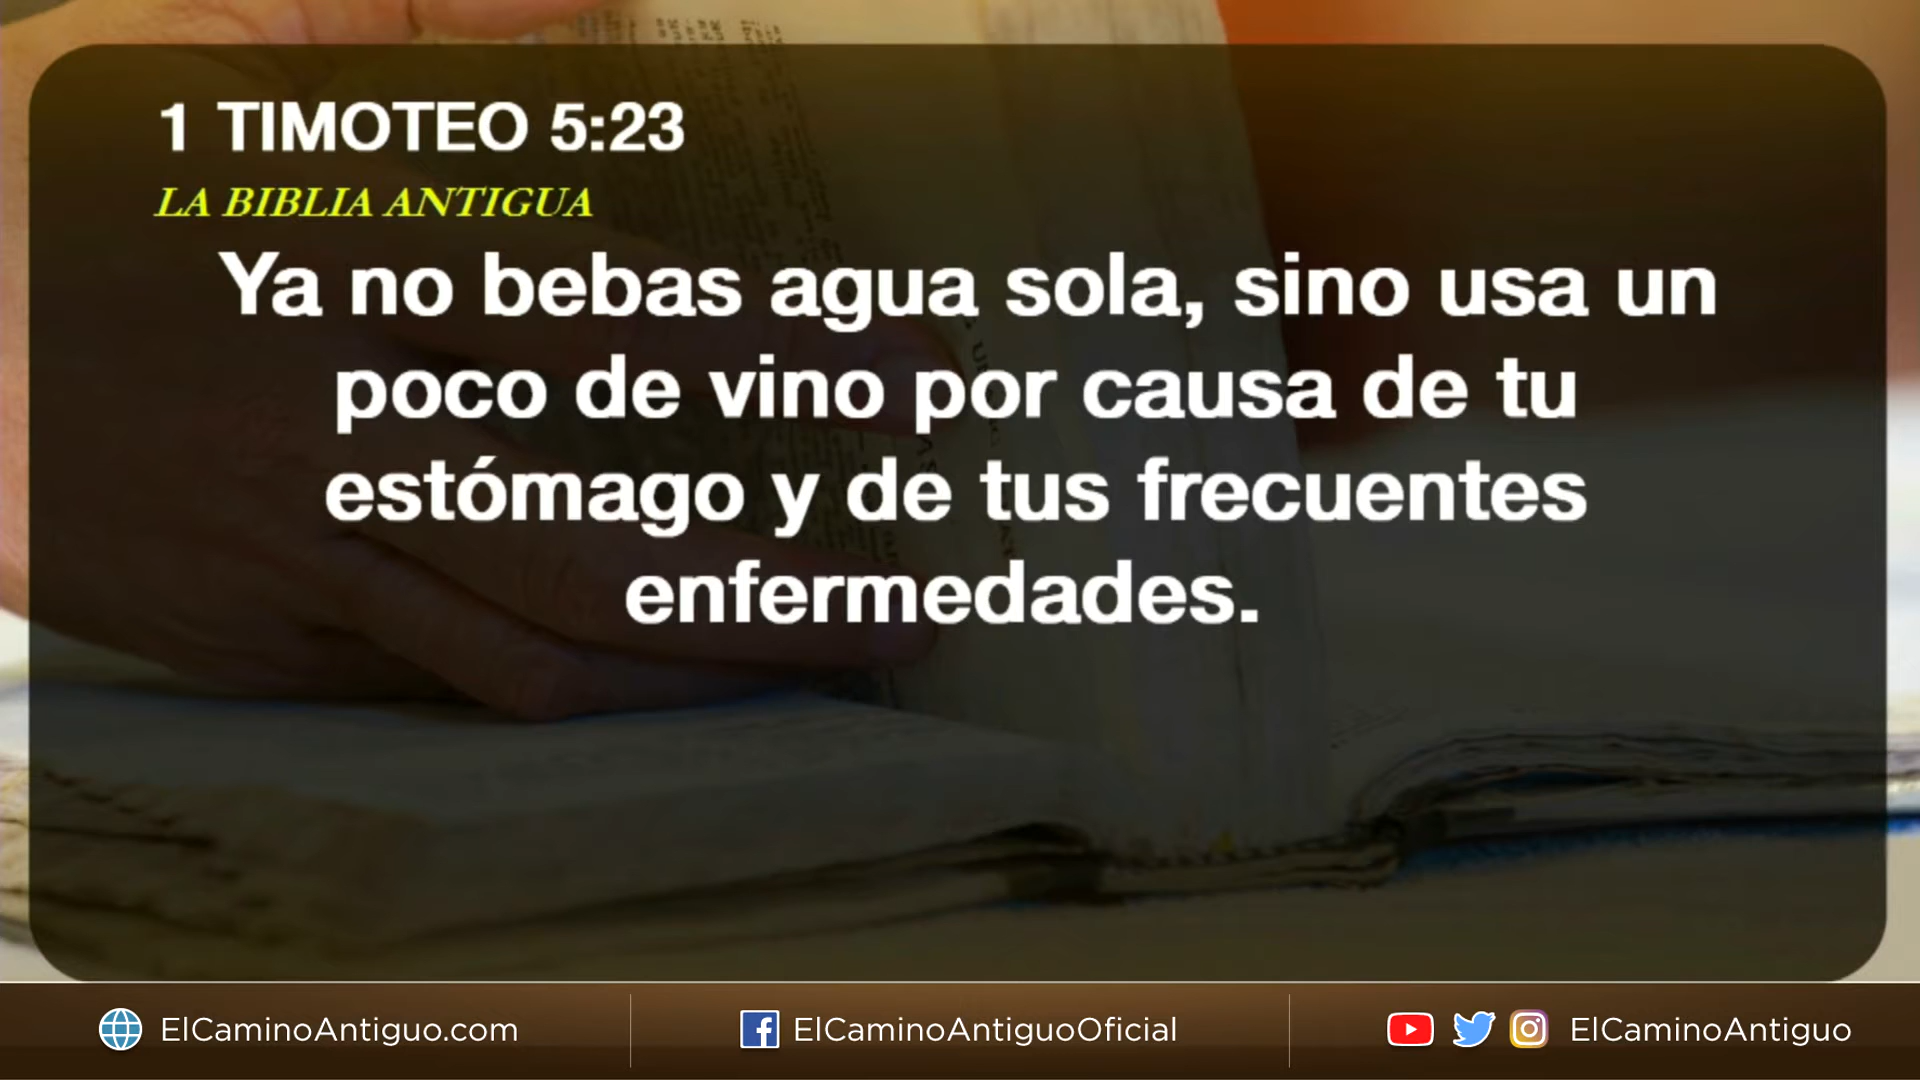 1 TIMOTEO 5:23
LA BIBLIA ANTIGUA
Ya no bebas agua sola, sino usa un
poco de vino por causa de tu
estómago y de tus frecuentes
enfermedades.
ElCaminoAntiguo.com
ElCaminoAntiguoOficial
ElCaminoAntiguo